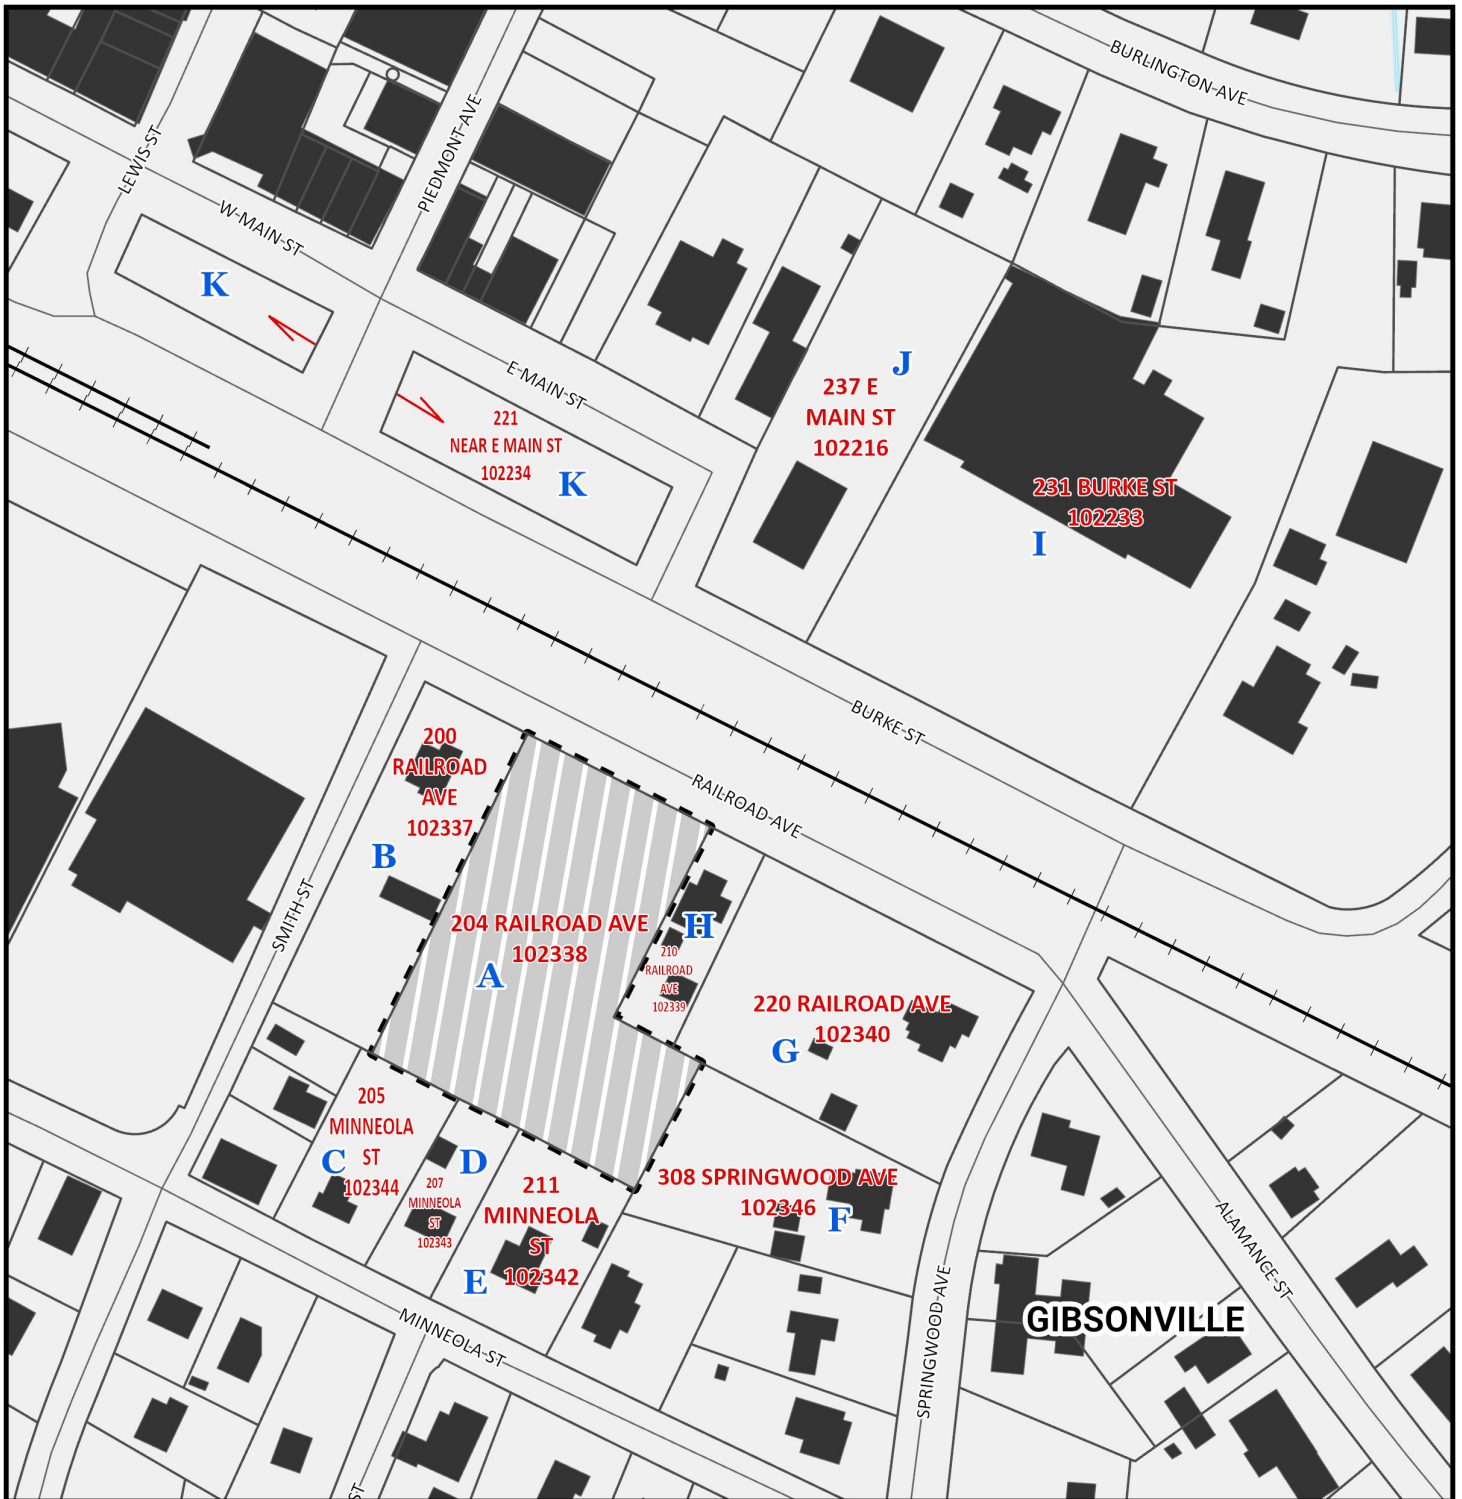 BURLINGTON AVE
LEWIS ST
PIEDMONT AVE
W MAIN ST
K
E MAIN ST
221
NEAR E MAIN ST
102234
K
J
237 E
MAIN ST
102216
231 BURKE ST
102233
I
BURKE ST
RAILROAD AVE
200
RAILROAD
AVE
102337
B
SMITH ST
204 RAILROAD AVE
102338
A
H
210
RAILROAD
AVE
102339
220 RAILROAD AVE
102340
G
205
MINNEOLA
ST
102344
C
D
207
MINNEOLA
ST
102343
211
MINNEOLA
ST
102342
E
308 SPRINGWOOD AVE
102346
F
ALAMANCE ST
SPRINGWOOD AVE
GIBSONVILLE
MINNEOLA ST
ST